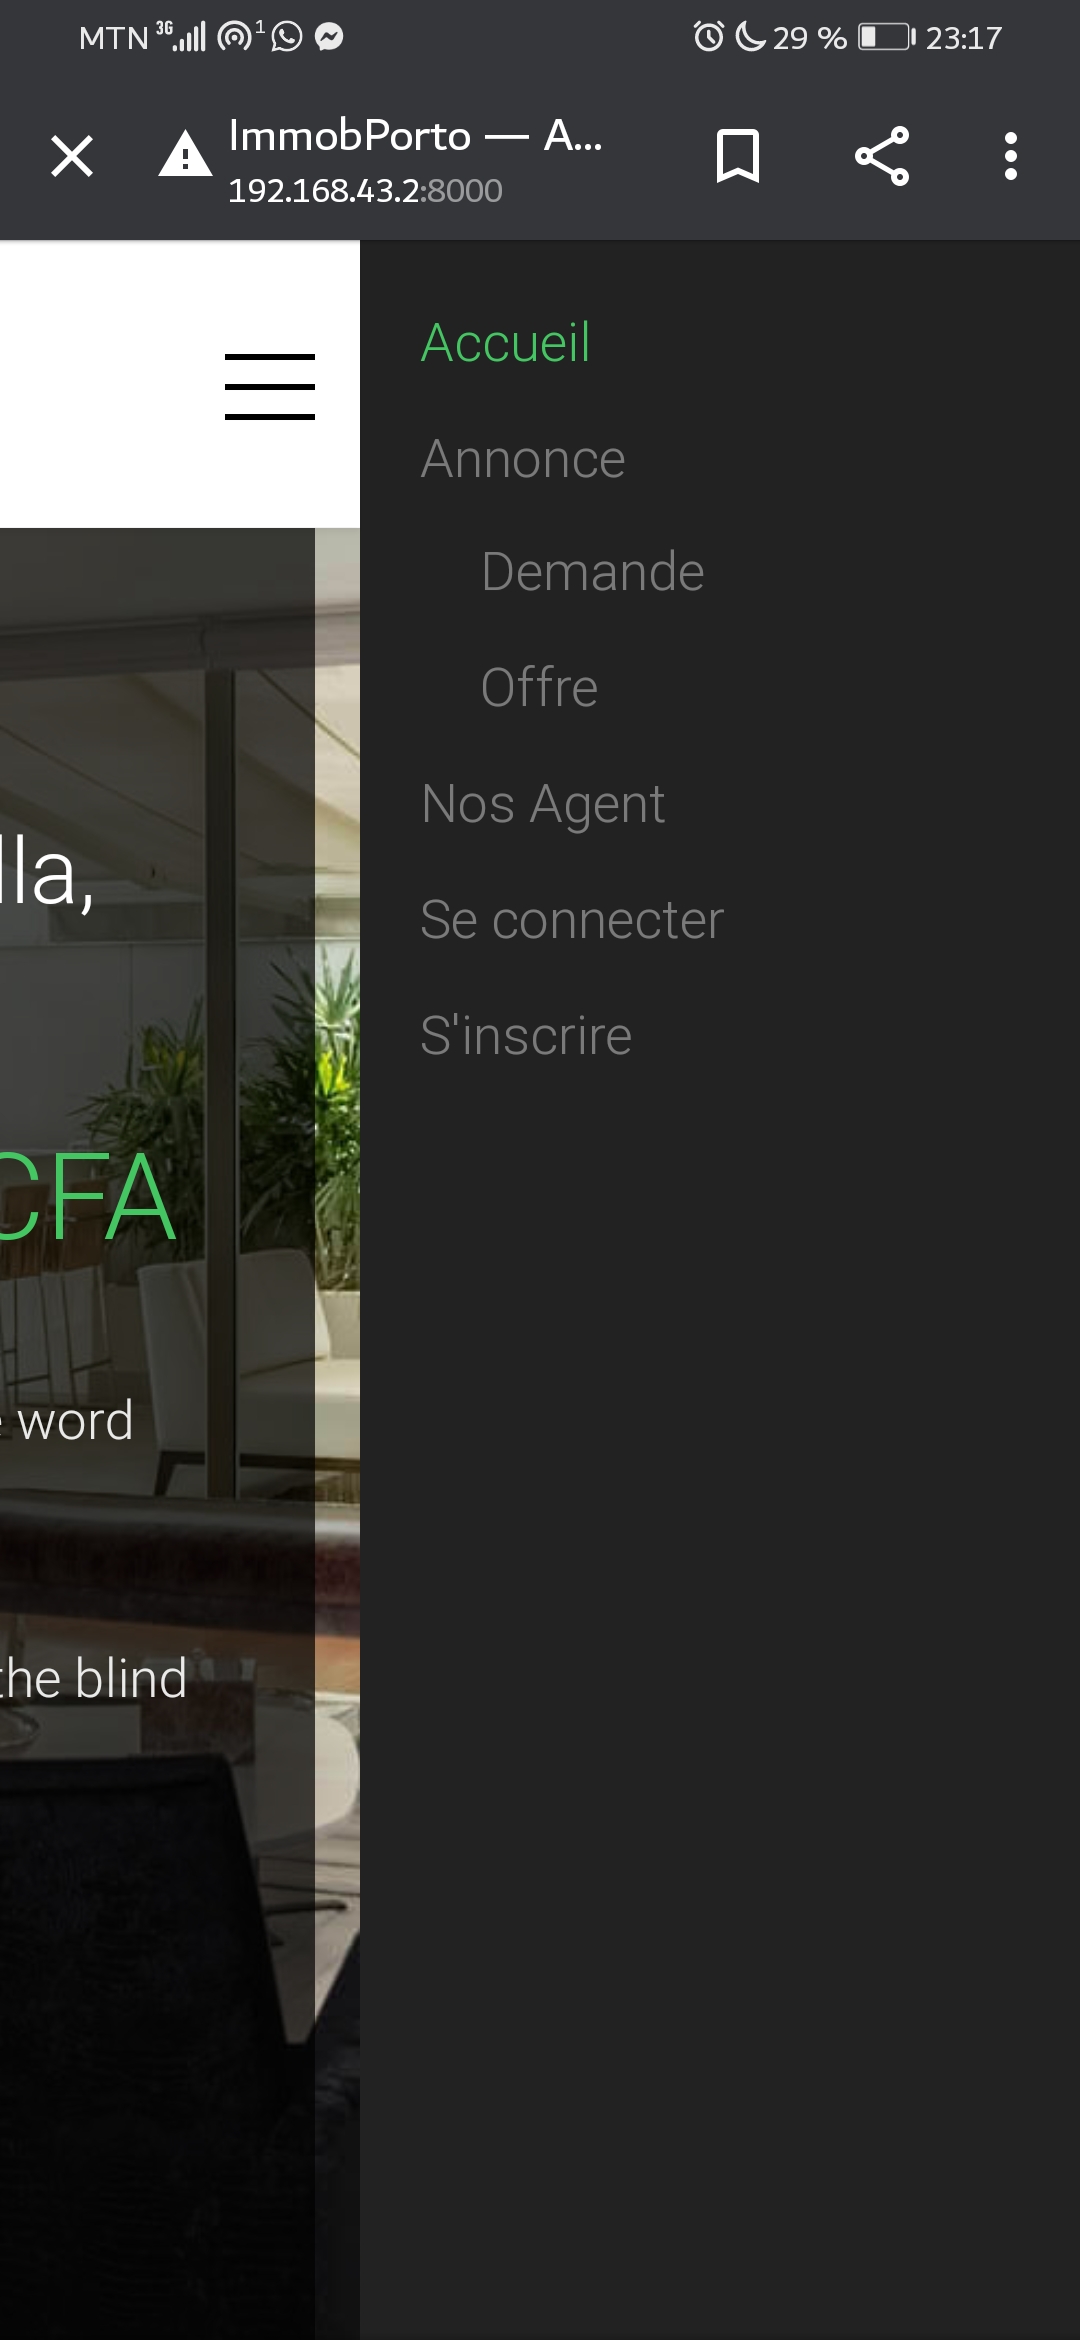 MTN 3G 1 29 % 23:17
ImmobPorto — A...
192.168.43.2:8000
Accueil
Annonce
Demande
Offre
Nos Agent
Se connecter
S'inscrire
lla,
CFA
word
the blind